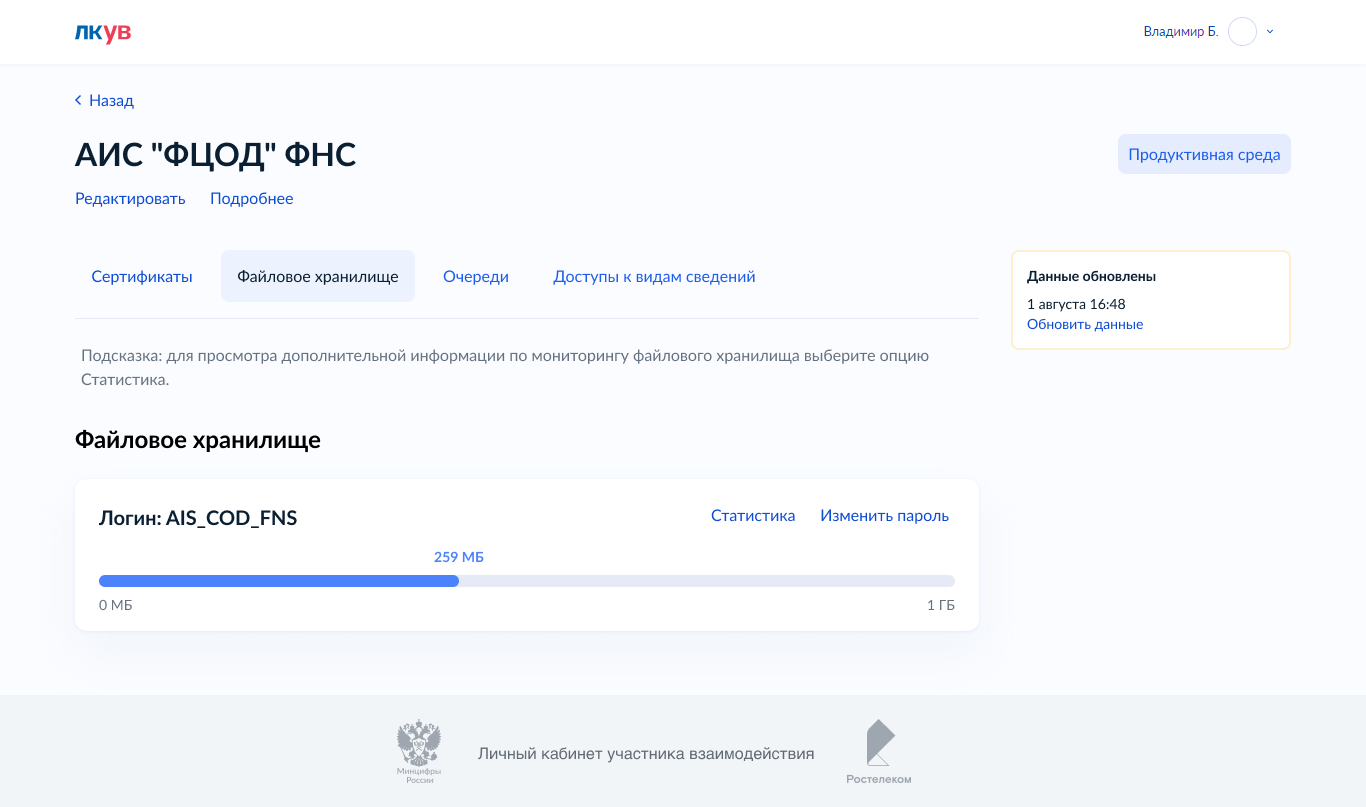 лкув
Владимир Б.
Назад
АИС "ФЦОД" ФНС
Продуктивная среда
Редактировать Подробнее
Сертификаты Файловое хранилище Очереди Доступы к видам сведений
Данные обновлены
1 августа 16:48
Обновить данные
Подсказка: для просмотра дополнительной информации по мониторингу файлового хранилища выберите опцию
Статистика.
Файловое хранилище
Логин: AIS_COD_FNS
Статистика Изменить пароль
259 МБ
0 МБ 1 ГБ
Минцифры
России
Личный кабинет участника взаимодействия
Ростелеком